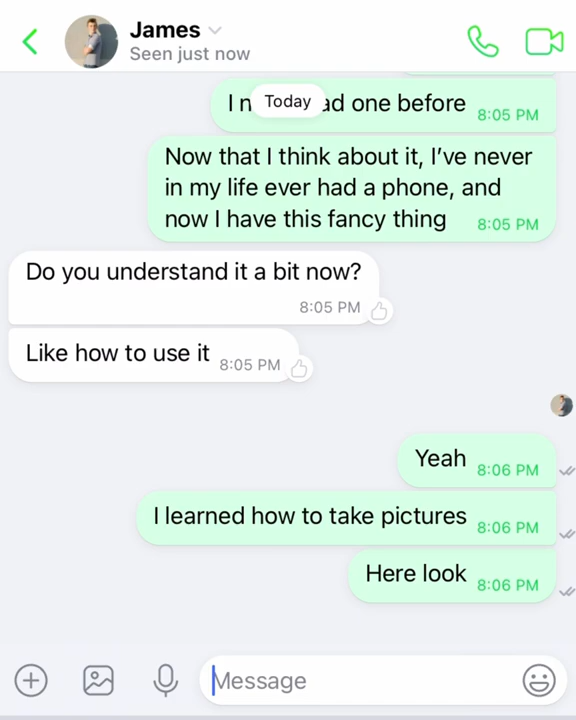 James
Seen just now
Today
I n ad one before 8:05 PM
Now that I think about it, I’ve never
in my life ever had a phone, and
now I have this fancy thing 8:05 PM
Do you understand it a bit now?
8:05 PM
Like how to use it 8:05 PM
Yeah 8:06 PM
I learned how to take pictures 8:06 PM
Here look 8:06 PM
Message